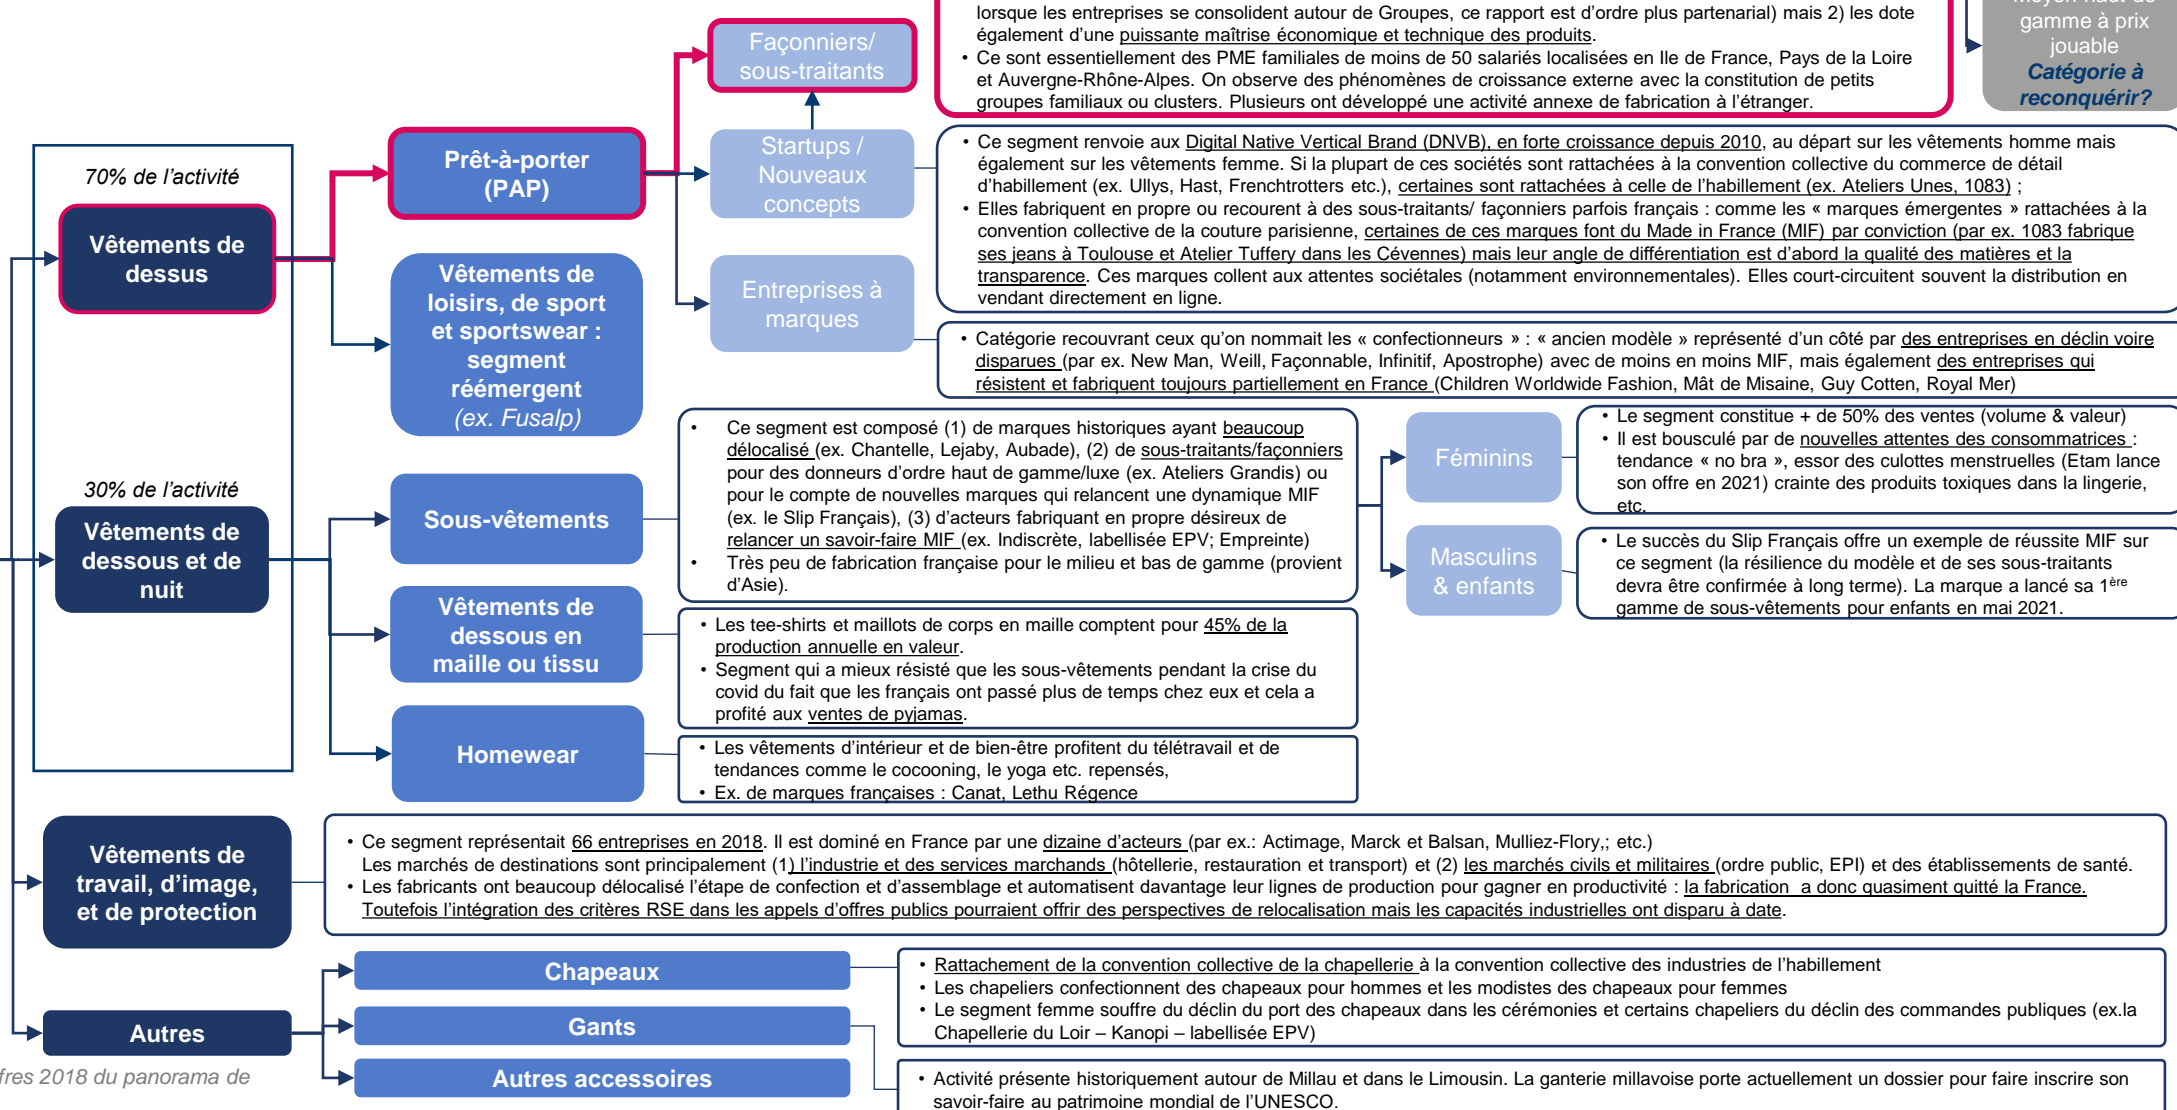 lorsque les entreprises se consolident autour de Groupes, ce rapport est d'ordre plus partenarial) mais 2) les dote
également d'une puissante maîtrise économique et technique des produits.
• Ce sont essentiellement des PME familiales de moins de 50 salariés localisées en Ile de France, Pays de la Loire
et Auvergne-Rhône-Alpes. On observe des phénomènes de croissance externe avec la constitution de petits
groupes familiaux ou clusters. Plusieurs ont développé une activité annexe de fabrication à l'étranger.
gamme à prix
jouable
Catégorie à
reconquérir?
Façonniers/
sous-traitants
Startups /
Nouveaux
concepts
• Ce segment renvoie aux Digital Native Vertical Brand (DNVB), en forte croissance depuis 2010, au départ sur les vêtements homme mais
également sur les vêtements femme. Si la plupart de ces sociétés sont rattachées à la convention collective du commerce de détail
d'habillement (ex. Ullys, Hast, Frenchtrotters etc.), certaines sont rattachées à celle de l'habillement (ex. Ateliers Unes, 1083) ;
• Elles fabriquent en propre ou recourent à des sous-traitants/ façonniers parfois français : comme les « marques émergentes » rattachées à la
convention collective de la couture parisienne, certaines de ces marques font du Made in France (MIF) par conviction (par ex. 1083 fabrique
ses jeans à Toulouse et Atelier Tuffery dans les Cévennes) mais leur angle de différentiation est d'abord la qualité des matières et la
transparence. Ces marques collent aux attentes sociétales (notamment environnementales). Elles court-circuitent souvent la distribution en
vendant directement en ligne.
70% de l'activité
Vêtements de
dessus
Prêt-à-porter
(PAP)
Vêtements de
loisirs, de sport
et sportswear :
segment
réémergent
(ex. Fusalp)
Entreprises à
marques
• Catégorie recouvrant ceux qu'on nommait les « confectionneurs » : « ancien modèle » représenté d'un côté par des entreprises en déclin voire
disparues (par ex. New Man, Weill, Façonnable, Infinitif, Apostrophe) avec de moins en moins MIF, mais également des entreprises qui
résistent et fabriquent toujours partiellement en France (Children Worldwide Fashion, Mât de Misaine, Guy Cotten, Royal Mer)
30% de l'activité
Vêtements de
dessous et de
nuit
Sous-vêtements
• Ce segment est composé (1) de marques historiques ayant beaucoup
délocalisé (ex. Chantelle, Lejaby, Aubade), (2) de sous-traitants/façonniers
pour des donneurs d'ordre haut de gamme/luxe (ex. Ateliers Grandis) ou
pour le compte de nouvelles marques qui relancent une dynamique MIF
(ex. le Slip Français), (3) d'acteurs fabriquant en propre désireux de
relancer un savoir-faire MIF (ex. Indiscrète, labellisée EPV; Empreinte)
• Très peu de fabrication française pour le milieu et bas de gamme (provient
d'Asie).
Féminins
• Le segment constitue + de 50% des ventes (volume & valeur)
• Il est bousculé par de nouvelles attentes des consommatrices :
tendance « no bra », essor des culottes menstruelles (Etam lance
son offre en 2021) crainte des produits toxiques dans la lingerie,
etc.
Masculins
& enfants
• Le succès du Slip Français offre un exemple de réussite MIF sur
ce segment (la résilience du modèle et de ses sous-traitants
devra être confirmée à long terme). La marque a lancé sa 1ère
gamme de sous-vêtements pour enfants en mai 2021.
Vêtements de
dessous en
maille ou tissu
• Les tee-shirts et maillots de corps en maille comptent pour 45% de la
production annuelle en valeur.
• Segment qui a mieux résisté que les sous-vêtements pendant la crise du
covid du fait que les français ont passé plus de temps chez eux et cela a
profité aux ventes de pyjamas.
Homewear
• Les vêtements d'intérieur et de bien-être profitent du télétravail et de
tendances comme le cocooning, le yoga etc. repensés,
• Ex. de marques françaises : Canat, Lethu Régence
Vêtements de
travail, d'image,
et de protection
• Ce segment représentait 66 entreprises en 2018. Il est dominé en France par une dizaine d'acteurs (par ex.: Actimage, Marck et Balsan, Mulliez-Flory,; etc.)
Les marchés de destinations sont principalement (1) l'industrie et des services marchands (hôtellerie, restauration et transport) et (2) les marchés civils et militaires (ordre public, EPI) et des établissements de santé.
• Les fabricants ont beaucoup délocalisé l'étape de confection et d'assemblage et automatisent davantage leur lignes de production pour gagner en productivité : la fabrication a donc quasiment quitté la France.
Toutefois l'intégration des critères RSE dans les appels d'offres publics pourraient offrir des perspectives de relocalisation mais les capacités industrielles ont disparu à date.
Autres
Chapeaux
• Rattachement de la convention collective de la chapellerie à la convention collective des industries de l'habillement
• Les chapeliers confectionnent des chapeaux pour hommes et les modistes des chapeaux pour femmes
• Le segment femme souffre du déclin du port des chapeaux dans les cérémonies et certains chapeliers du déclin des commandes publiques (ex.la
Chapellerie du Loir – Kanopi – labellisée EPV)
Gants
Autres accessoires
• Activité présente historiquement autour de Millau et dans le Limousin. La ganterie millavoise porte actuellement un dossier pour faire inscrire son
savoir-faire au patrimoine mondial de l'UNESCO.
fres 2018 du panorama de